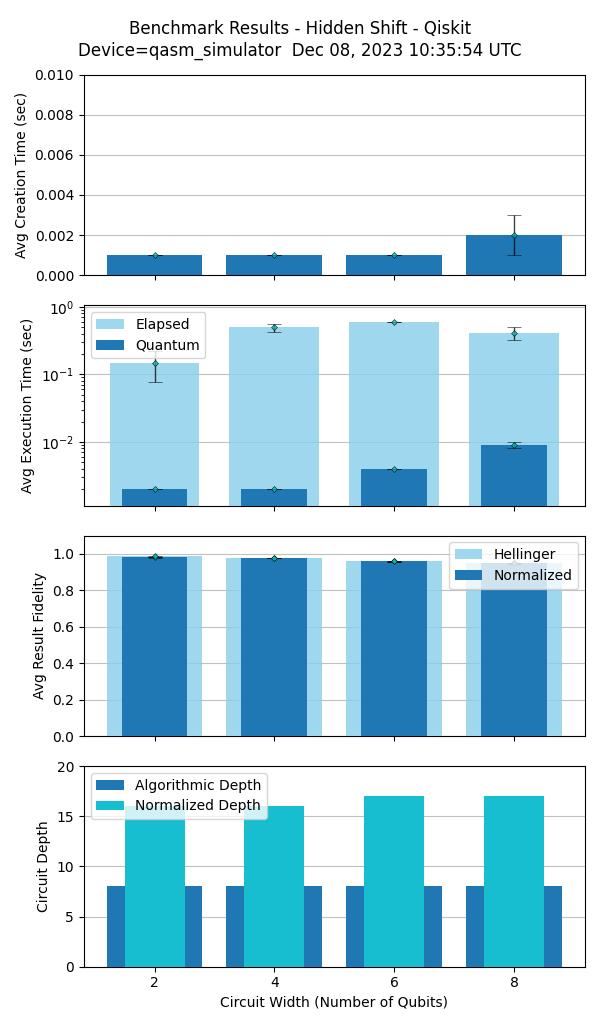 Benchmark Results - Hidden Shift - Qiskit
Device=qasm_simulator  Dec 08, 2023 10:35:54 UTC
Avg Creation Time (sec)
0.010
0.008
0.006
0.004
0.002
0.000
Avg Execution Time (sec)
10⁰
10⁻¹
10⁻²
Elapsed
Quantum
Avg Result Fidelity
1.0
0.8
0.6
0.4
0.2
0.0
Hellinger
Normalized
Circuit Depth
20
15
10
5
0
Algorithmic Depth
Normalized Depth
2 4 6 8
Circuit Width (Number of Qubits)